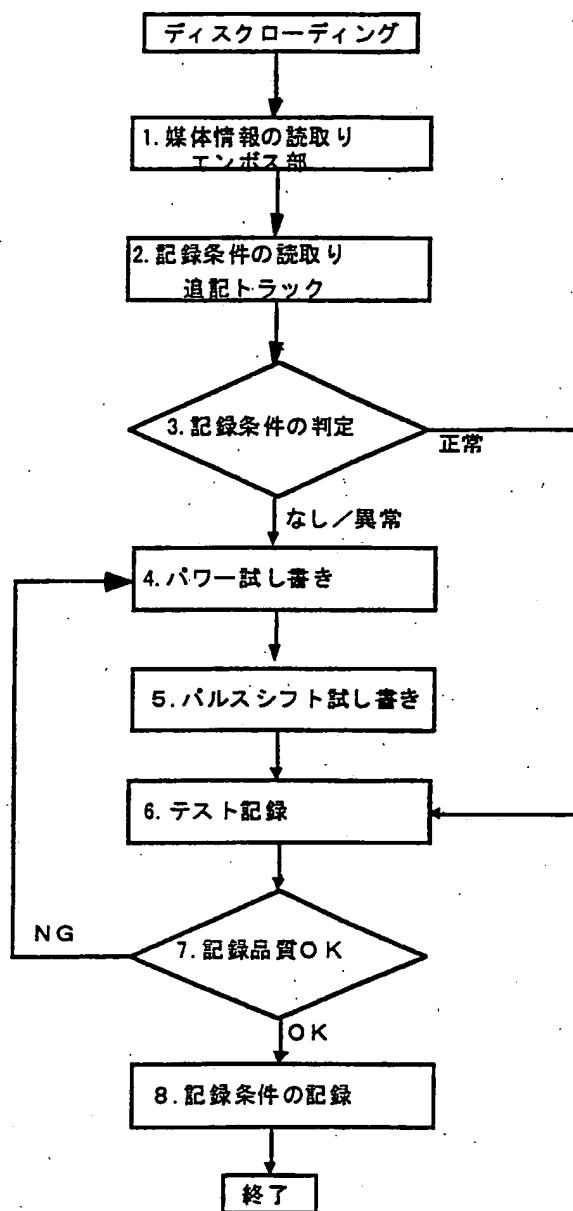 ディスクローディング
1.媒体情報の読取り
エンボス部
2.記録条件の読取り
追記トラック
3.記録条件の判定
正常
なし/異常
4.パワー試し書き
5.パルスシフト試し書き
6.テスト記録
NG
7.記録品質OK
OK
8.記録条件の記録
終了